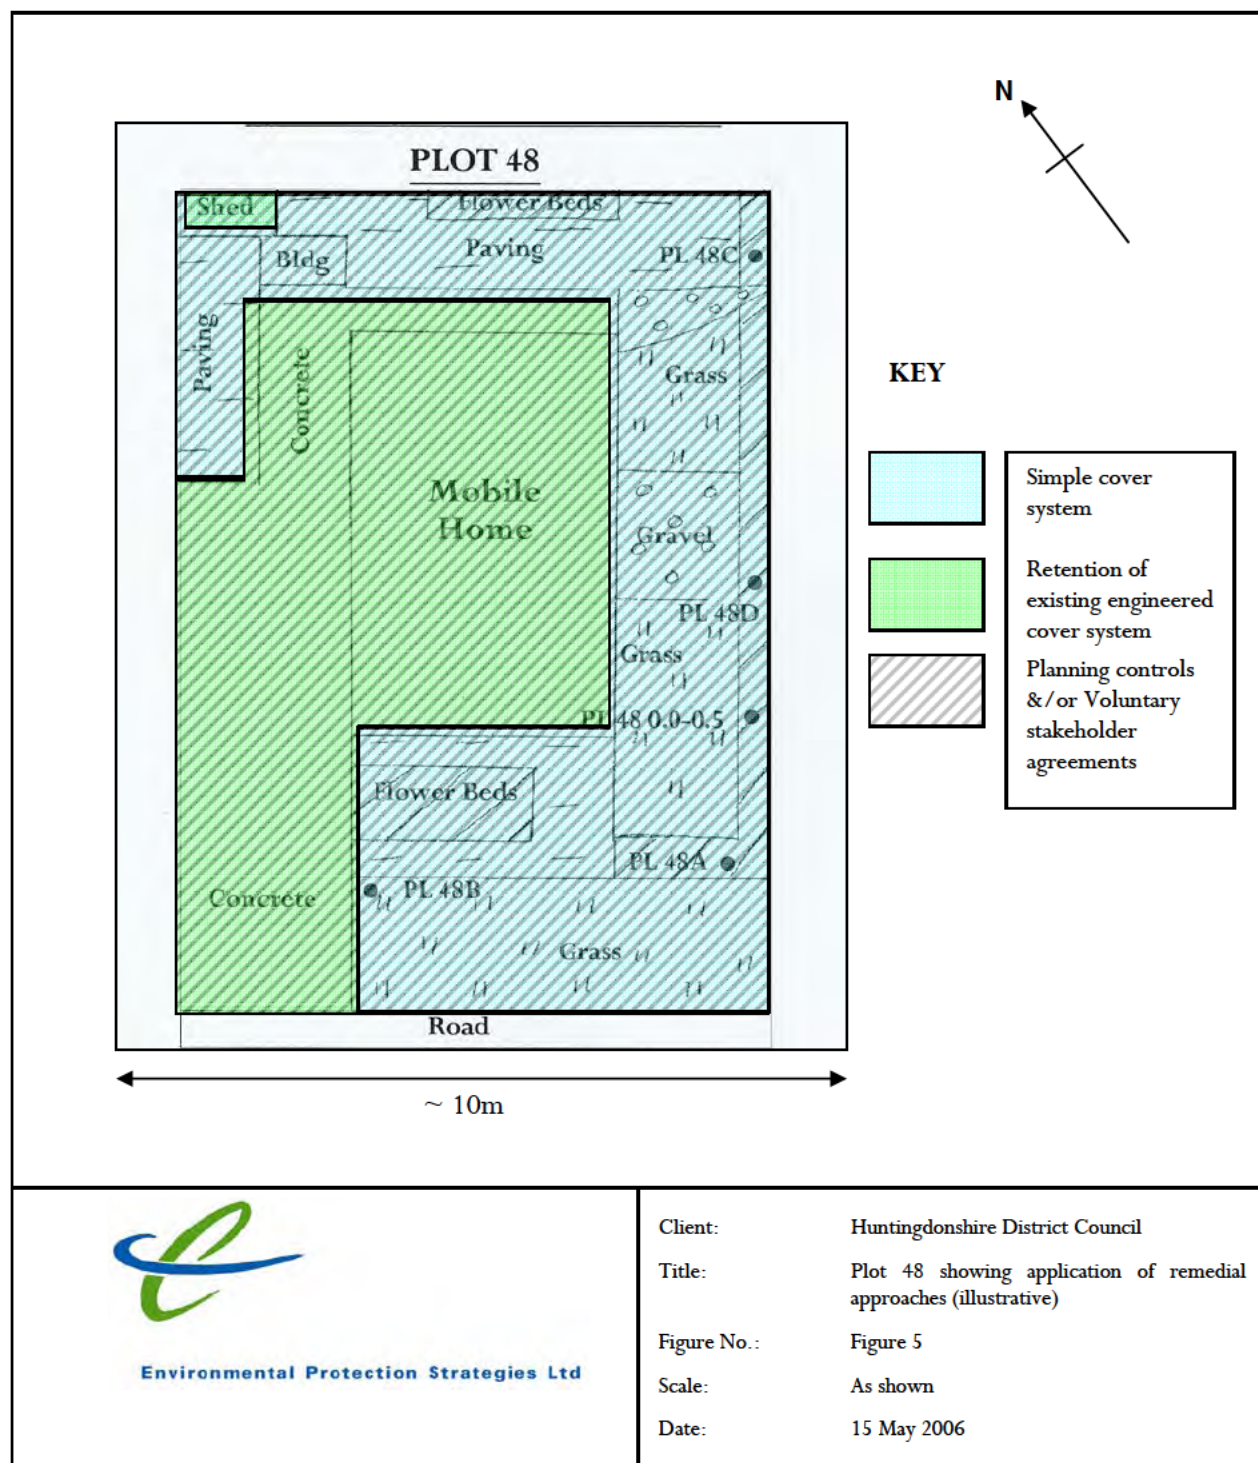 N
PLOT 48
Shed
Flower Beds
Bldg
Paving
PL 48C
Paving
Concrete
Grass
Mobile
Home
Gravel
PL 48D
Grass
PL 48 0.0-0.5
Flower Beds
PL 48A
PL 48B
Concrete
Grass
Road
~ 10m
KEY
Simple cover
system
Retention of
existing engineered
cover system
Planning controls
&/or Voluntary
stakeholder
agreements
Environmental Protection Strategies Ltd
Client: Huntingdonshire District Council
Title: Plot 48 showing application of remedial
approaches (illustrative)
Figure No.: Figure 5
Scale: As shown
Date: 15 May 2006